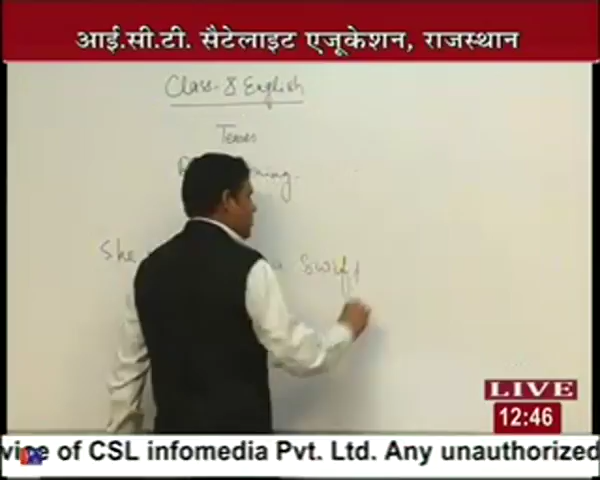 आई.सी.टी. सैटेलाइट एजूकेशन, राजस्थान
Class-8 English
Tenses
She
Swift
LIVE
12:46
vice of CSL infomedia Pvt. Ltd. Any unauthorized